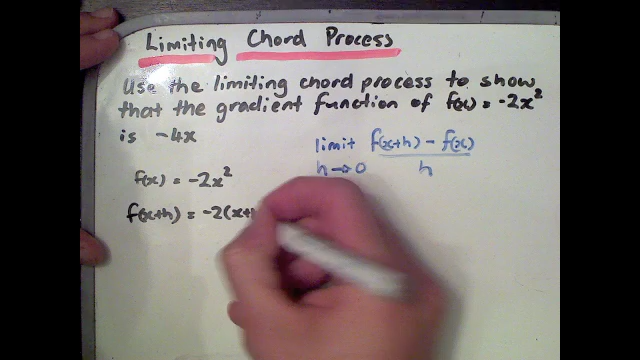 Limiting Chord Process
Use the limiting chord process to show
that the gradient function of f(x) = -2x²
is -4x
limit f(x+h) - f(x)
h→0 h
f(x) = -2x²
f(x+h) = -2(x+